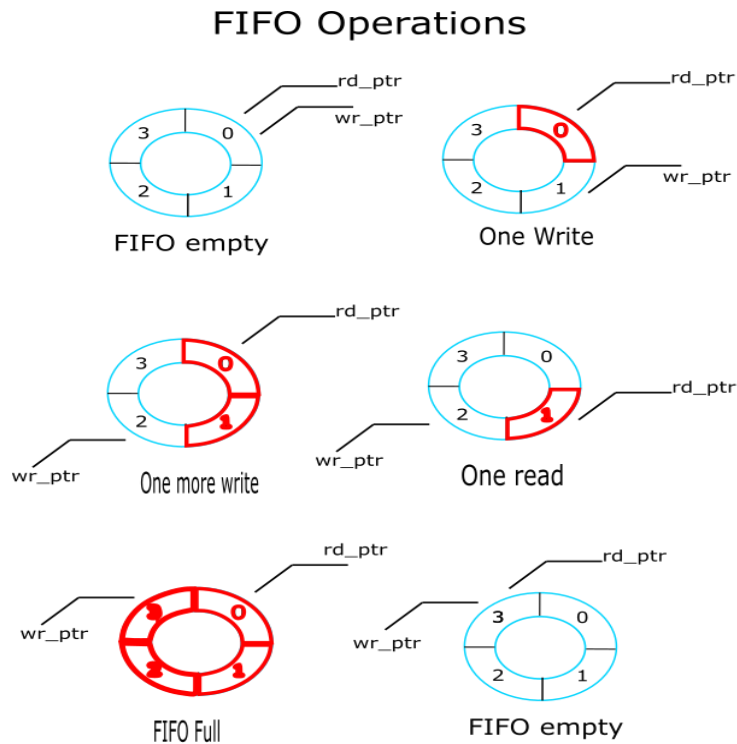 FIFO Operations
rd_ptr
wr_ptr
3 0
2 1
FIFO empty
rd_ptr
wr_ptr
3 0
2 1
One Write
rd_ptr
3 0
2 1
wr_ptr
One more write
3 0
2 1
rd_ptr
wr_ptr
One read
rd_ptr
wr_ptr
3 0
2 1
FIFO Full
rd_ptr
wr_ptr
3 0
2 1
FIFO empty